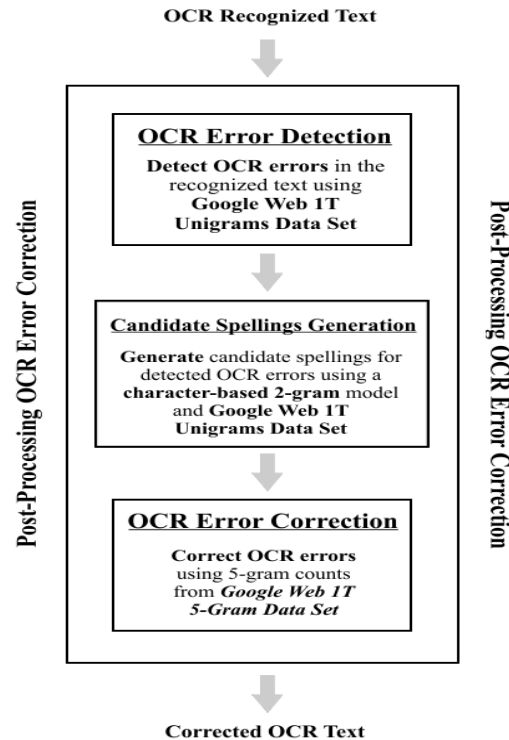 OCR Recognized Text
Post-Processing OCR Error Correction
OCR Error Detection
Detect OCR errors in the
recognized text using
Google Web 1T
Unigrams Data Set
Candidate Spellings Generation
Generate candidate spellings for
detected OCR errors using a
character-based 2-gram model
and Google Web 1T
Unigrams Data Set
OCR Error Correction
Correct OCR errors
using 5-gram counts
from Google Web 1T
5-Gram Data Set
Post-Processing OCR Error Correction
Corrected OCR Text